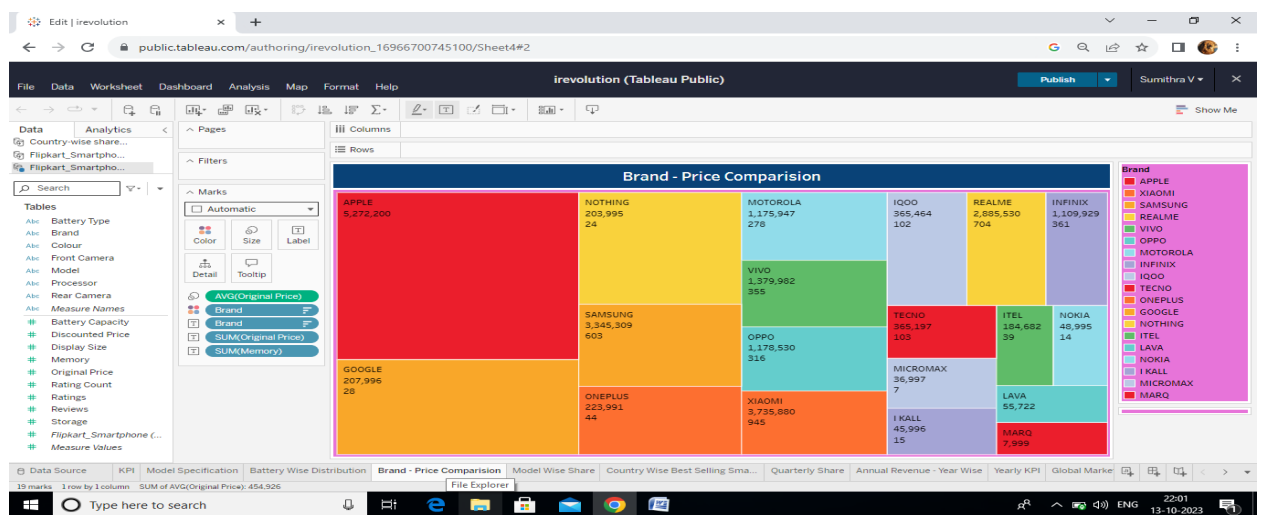 Edit | irevolution
public.tableau.com/authoring/irevolution_16966700745100/Sheet4#2
File Data Worksheet Dashboard Analysis Map Format Help
irevolution (Tableau Public)
Publish
Sumithra V
Show Me
Data Analytics
Country-wise share...
Flipkart_Smartpho...
Flipkart_Smartpho...
Search
Tables
Abc Battery Type
Abc Brand
Abc Colour
Abc Front Camera
Abc Model
Abc Processor
Abc Rear Camera
Abc Measure Names
# Battery Capacity
# Discounted Price
# Display Size
# Memory
# Original Price
# Rating Count
# Ratings
# Reviews
# Storage
# Flipkart_Smartphone (...
# Measure Values
Pages
Filters
Marks
Automatic
Color Size Label
Detail Tooltip
AVG(Original Price)
Brand
Brand
SUM(Original Price)
SUM(Memory)
Columns
Rows
Brand - Price Comparision
APPLE
5,272,200
GOOGLE
207,996
28
NOTHING
203,995
24
SAMSUNG
3,345,309
603
ONEPLUS
223,991
44
MOTOROLA
1,175,947
278
VIVO
1,379,982
355
OPPO
1,178,530
316
XIAOMI
3,735,880
945
IQOO
365,464
102
REALME
2,885,530
704
INFINIX
1,109,929
361
TECNO
365,197
103
ITEL
184,682
39
NOKIA
48,995
14
MICROMAX
36,997
7
I KALL
45,996
15
LAVA
55,722
MARQ
7,999
Brand
APPLE
XIAOMI
SAMSUNG
REALME
VIVO
OPPO
MOTOROLA
INFINIX
IQOO
TECNO
ONEPLUS
GOOGLE
NOTHING
ITEL
LAVA
NOKIA
I KALL
MICROMAX
MARQ
Data Source KPI Model Specification Battery Wise Distribution Brand - Price Comparision Model Wise Share Country Wise Best Selling Sma... Quarterly Share Annual Revenue - Year Wise Yearly KPI Global Marke
File Explorer
19 marks 1 row by 1 column SUM of AVG(Original Price): 454,926
Type here to search
ENG
22:01
13-10-2023